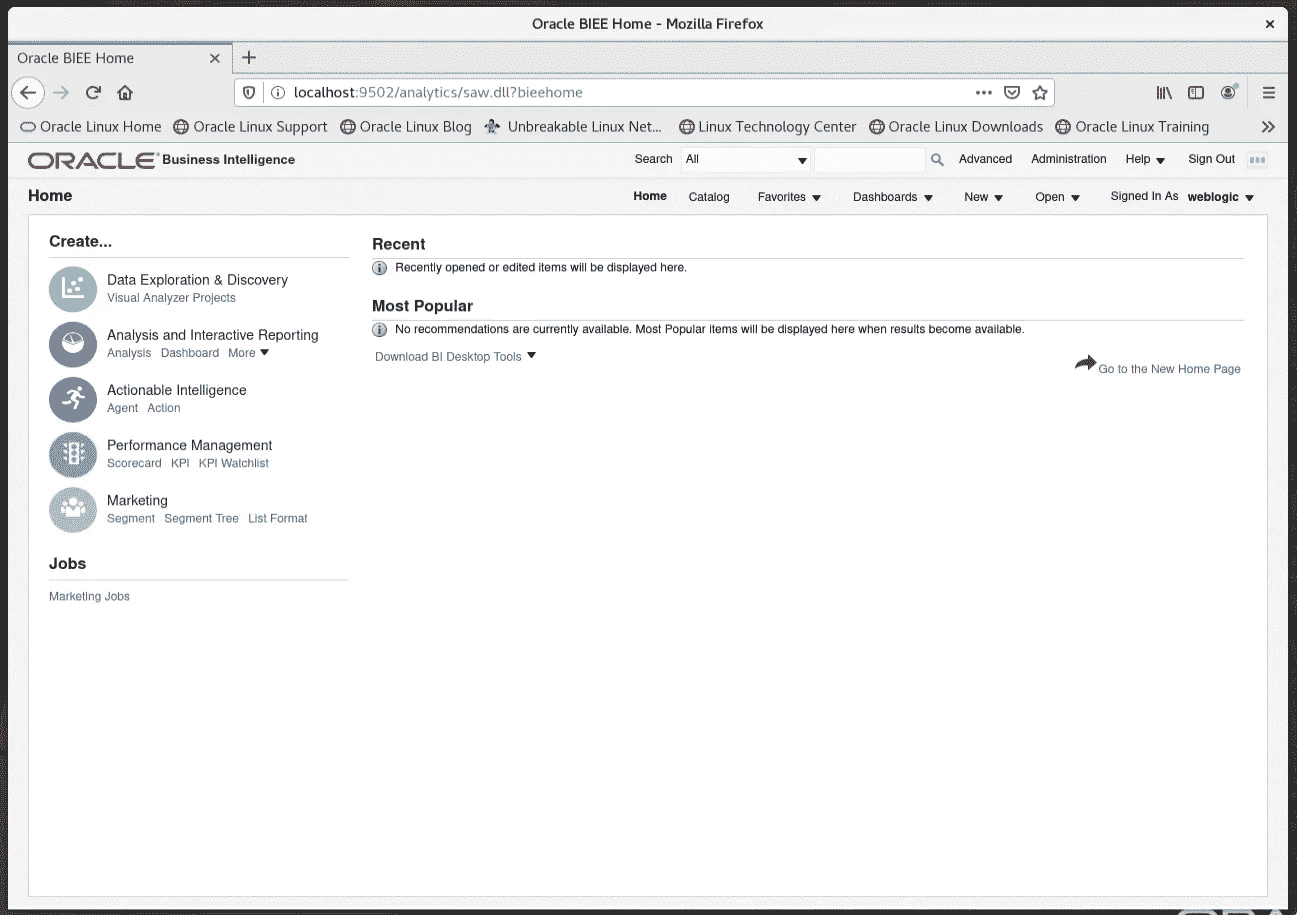 Oracle BIEE Home - Mozilla Firefox
Oracle BIEE Home
localhost:9502/analytics/saw.dll?bieehome
Oracle Linux Home Oracle Linux Support Oracle Linux Blog Unbreakable Linux Net... Linux Technology Center Oracle Linux Downloads Oracle Linux Training
ORACLE Business Intelligence Search All Advanced Administration Help Sign Out
Home Home Catalog Favorites Dashboards New Open Signed In As weblogic
Create...
Data Exploration & Discovery
Visual Analyzer Projects
Analysis and Interactive Reporting
Analysis Dashboard More
Actionable Intelligence
Agent Action
Performance Management
Scorecard KPI KPI Watchlist
Marketing
Segment Segment Tree List Format
Jobs
Marketing Jobs
Recent
Recently opened or edited items will be displayed here.
Most Popular
No recommendations are currently available. Most Popular items will be displayed here when results become available.
Download BI Desktop Tools
Go to the New Home Page